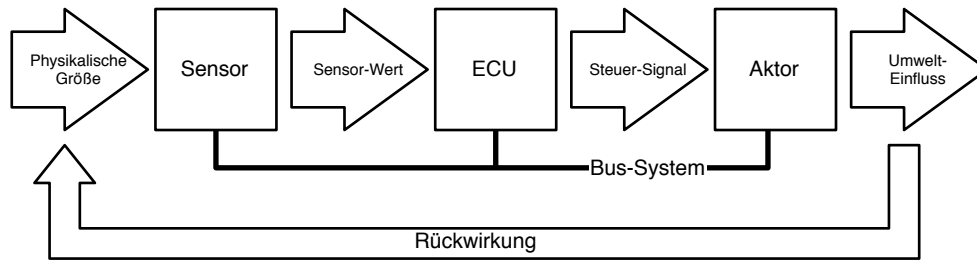 Physikalische
Größe
Sensor
Sensor-Wert
ECU
Steuer-Signal
Aktor
Umwelt-
Einfluss
Bus-System
Rückwirkung